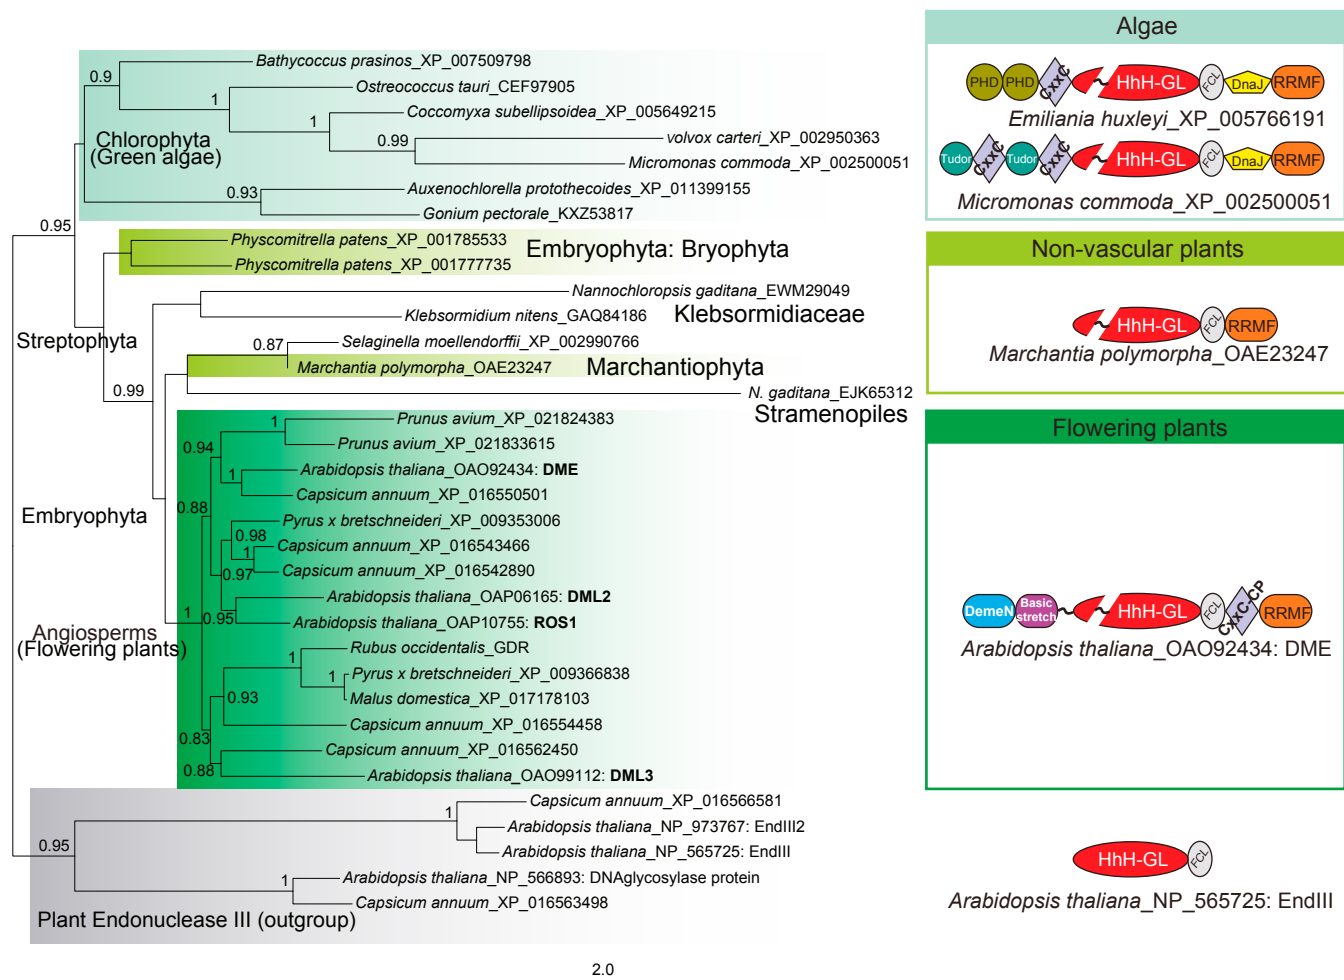 0.9
Bathycoccus prasinos_XP_007509798
Ostreococcus tauri_CEF97905
1
Coccomyxa subellipsoidea_XP_005649215
1
volvox carteri_XP_002950363
0.99
Chlorophyta
(Green algae)
Micromonas commoda_XP_002500051
Auxenochlorella protothecoides_XP_011399155
0.93
Gonium pectorale_KXZ53817
0.95
Physcomitrella patens_XP_001785533
Embryophyta: Bryophyta
Physcomitrella patens_XP_001777735
Nannochloropsis gaditana_EWM29049
Klebsormidium nitens_GAQ84186
Klebsormidiaceae
Streptophyta
Selaginella moellendorffii_XP_002990766
0.87
Marchantia polymorpha_OAE23247
Marchantiophyta
0.99
N. gaditana_EJK65312
Stramenopiles
Prunus avium_XP_021824383
1
0.94
Prunus avium_XP_021833615
Arabidopsis thaliana_OAO92434: DME
1
Capsicum annuum_XP_016550501
0.88
Embryophyta
Pyrus x bretschneideri_XP_009353006
0.98
Capsicum annuum_XP_016543466
1
0.97
Capsicum annuum_XP_016542890
Arabidopsis thaliana_OAP06165: DML2
1
0.95
Arabidopsis thaliana_OAP10755: ROS1
Angiosperms
(Flowering plants)
Rubus occidentalis_GDR
1
Pyrus x bretschneideri_XP_009366838
1
0.93
Malus domestica_XP_017178103
Capsicum annuum_XP_016554458
0.83
Capsicum annuum_XP_016562450
0.88
Arabidopsis thaliana_OAO99112: DML3
Capsicum annuum_XP_016566581
1
Arabidopsis thaliana_NP_973767: EndIII2
0.95
Arabidopsis thaliana_NP_565725: EndIII
Arabidopsis thaliana_NP_566893: DNAglycosylase protein
1
Capsicum annuum_XP_016563498
Plant Endonuclease III (outgroup)
2.0
Algae
PHD PHD CxxC HhH-GL FCL DnaJ RRMF
Emiliania huxleyi_XP_005766191
Tudor CxxC Tudor CxxC HhH-GL FCL DnaJ RRMF
Micromonas commoda_XP_002500051
Non-vascular plants
HhH-GL FCL RRMF
Marchantia polymorpha_OAE23247
Flowering plants
DemeN Basic stretch HhH-GL FCL CxxC-CP RRMF
Arabidopsis thaliana_OAO92434: DME
HhH-GL FCL
Arabidopsis thaliana_NP_565725: EndIII